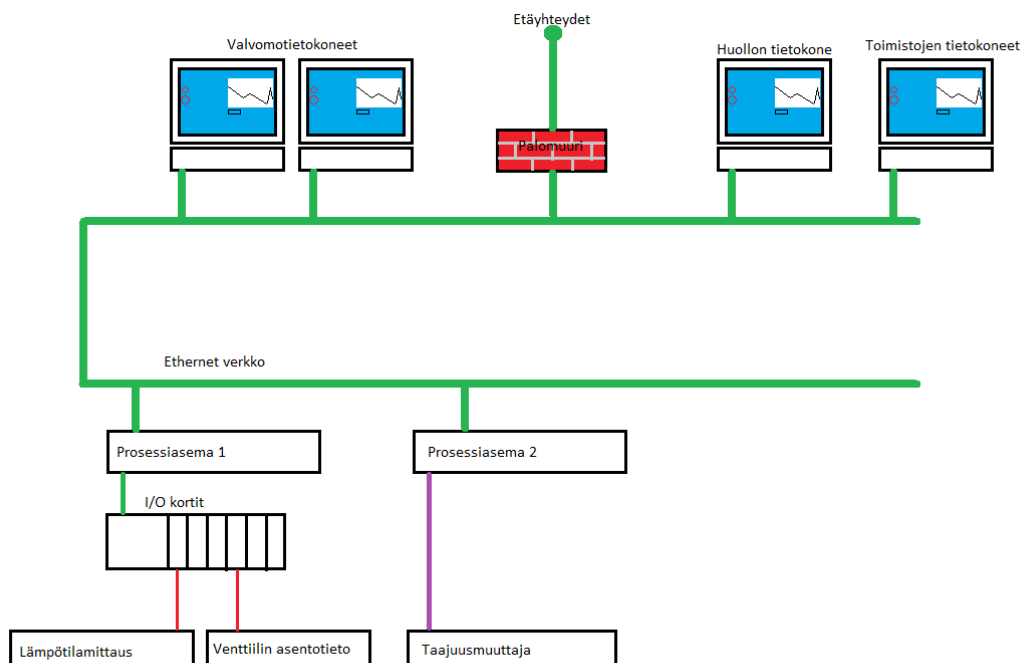 Etäyhteydet
Valvomotietokoneet
Huollon tietokone
Toimistojen tietokoneet
Palomuuri
Ethernet verkko
Prosessiasema 1
Prosessiasema 2
I/O kortit
Lämpötilamittaus
Venttiilin asentotieto
Taajuusmuuttaja